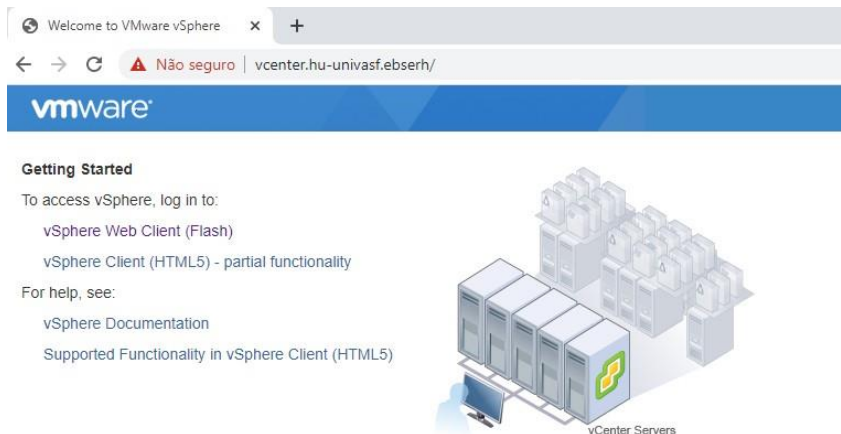 Welcome to VMware vSphere
Não seguro | vcenter.hu-univasf.ebserh/
vmware
Getting Started
To access vSphere, log in to:
vSphere Web Client (Flash)
vSphere Client (HTML5) - partial functionality
For help, see:
vSphere Documentation
Supported Functionality in vSphere Client (HTML5)
vCenter Servers